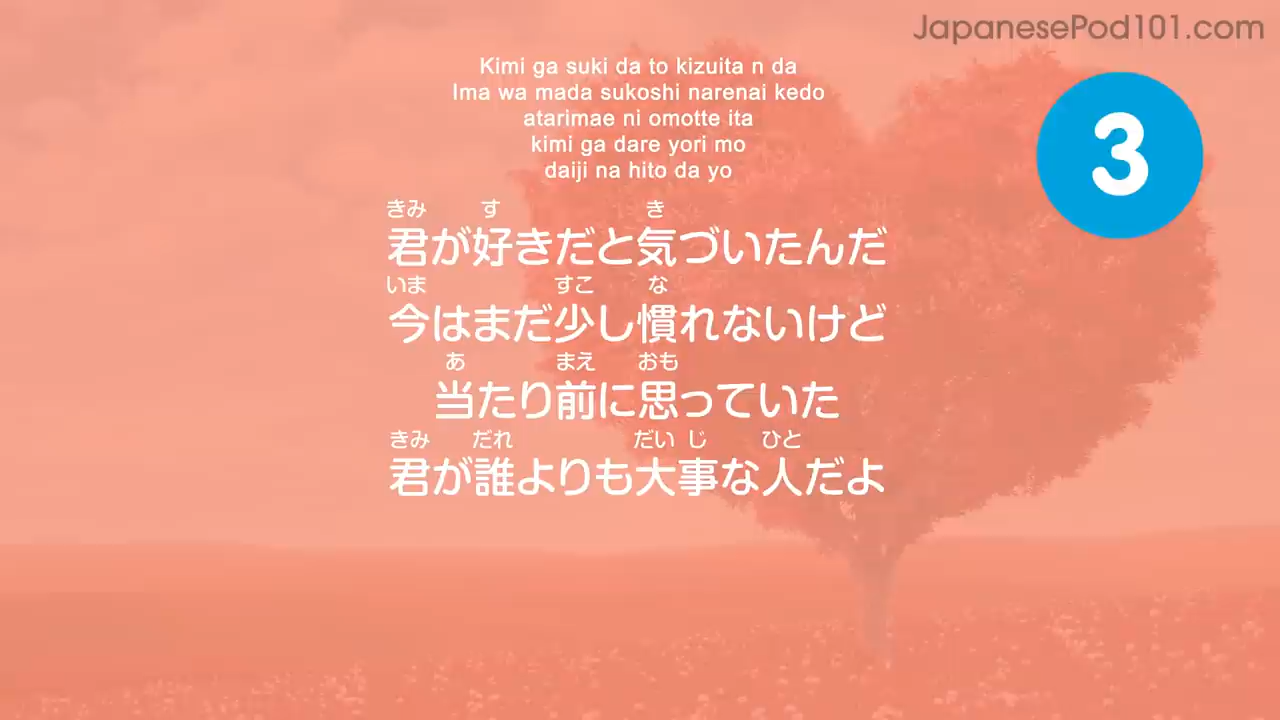 JapanesePod101.com
Kimi ga suki da to kizuita n da
Ima wa mada sukoshi narenai kedo
atarimae ni omotte ita
kimi ga dare yori mo
daiji na hito da yo
3
きみ す き
君が好きだと気づいたんだ
いま すこ な
今はまだ少し慣れないけど
あ まえ おも
当たり前に思っていた
きみ だれ だい じ ひと
君が誰よりも大事な人だよ